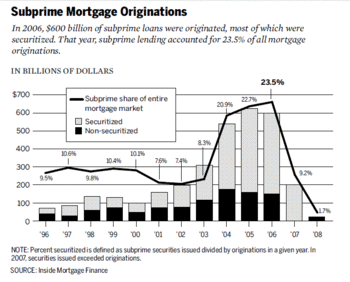 Subprime Mortgage Originations
In 2006, $600 billion of subprime loans were originated, most of which were
securitized. That year, subprime lending accounted for 23.5% of all mortgage
originations.
IN BILLIONS OF DOLLARS
23.5%
$700
Subprime share of entire
mortgage market
Securitized
Non-securitized
20.9%
22.7%
600
500
400
300
200
100
0
9.5%
10.6%
9.8%
10.4%
10.1%
7.6%
7.4%
8.3%
9.2%
1.7%
'96 '97 '98 '99 '00 '01 '02 '03 '04 '05 '06 '07 '08
NOTE: Percent securitized is defined as subprime securities issued divided by originations in a given year. In
2007, securities issued exceeded originations.
SOURCE: Inside Mortgage Finance